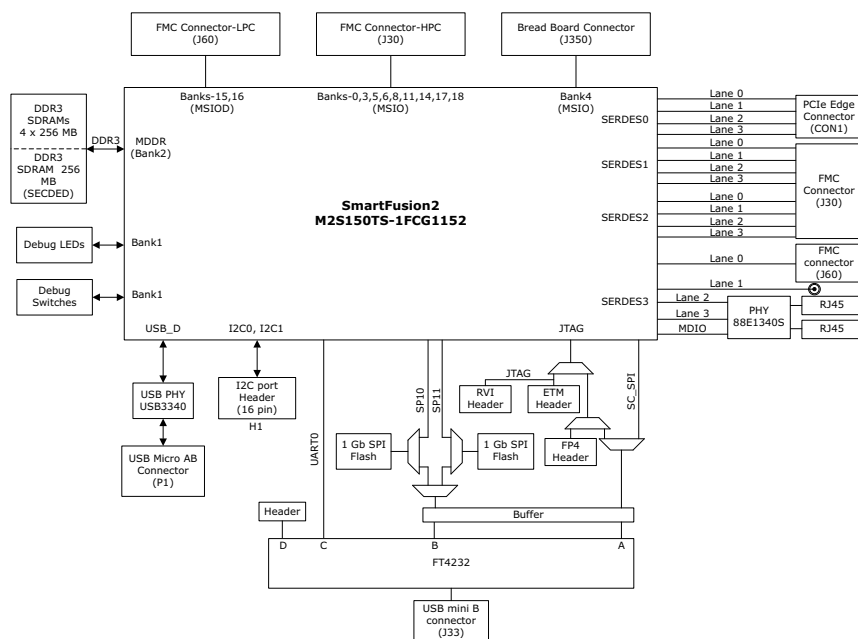 FMC Connector-LPC
(J60)
FMC Connector-HPC
(J30)
Bread Board Connector
(J350)
Banks-15,16
(MSIOD)
Banks-0,3,5,6,8,11,14,17,18
(MSIO)
Bank4
(MSIO)
DDR3
SDRAMs
4 x 256 MB
DDR3
SDRAM 256
MB
(SECDED)
DDR3
MDDR
(Bank2)
SERDES0
Lane 0
Lane 1
Lane 2
Lane 3
PCIe Edge
Connector
(CON1)
SERDES1
Lane 0
Lane 1
Lane 2
Lane 3
FMC
Connector
(J30)
SmartFusion2
M2S150TS-1FCG1152
SERDES2
Lane 0
Lane 1
Lane 2
Lane 3
Debug LEDs
Bank1
Lane 0
FMC
connector
(J60)
Debug
Switches
Bank1
SERDES3
Lane 1
Lane 2
Lane 3
MDIO
PHY
88E1340S
RJ45
RJ45
USB_D
I2C0, I2C1
JTAG
USB PHY
USB3340
I2C port
Header
(16 pin)
H1
UART0
SP10
SP11
JTAG
RVI
Header
ETM
Header
SC_SPI
USB Micro AB
Connector
(P1)
1 Gb SPI
Flash
1 Gb SPI
Flash
FP4
Header
Header
Buffer
D
C
B
A
FT4232
USB mini B
connector
(J33)